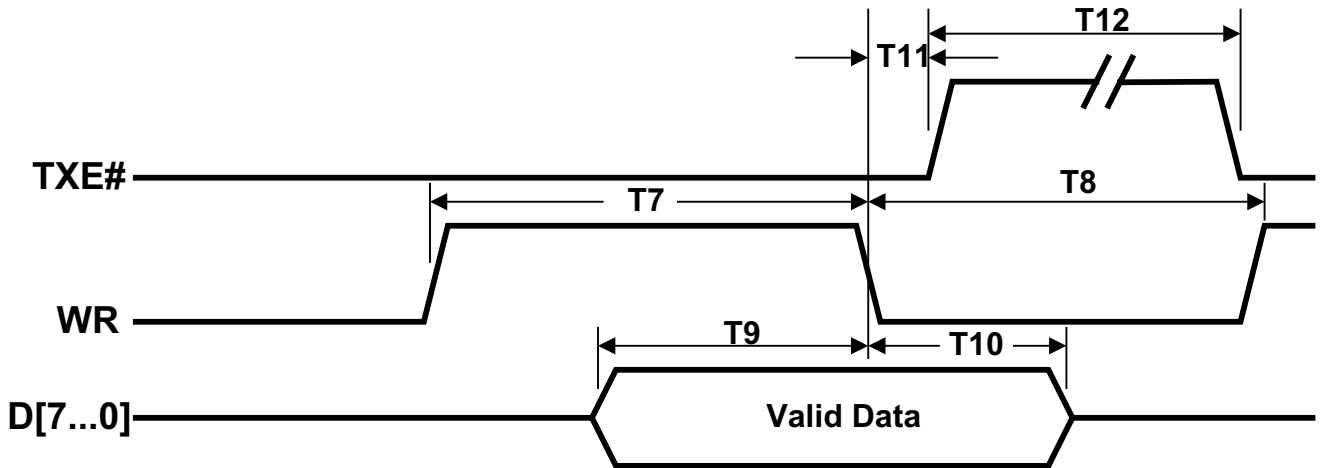 T12
T11
TXE#
T7
T8
WR
T9
T10
D[7...0]
Valid Data